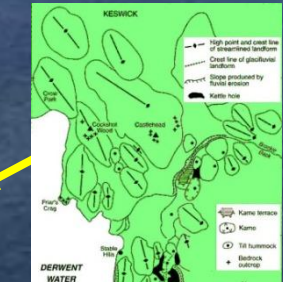 KESWICK
High point and crest line
of streamlined landform
Crest line of glaciofluvial
landform
Slope produced by
fluvial erosion
Kettle hole
Crow
Park
Cockshot
Wood
Castlehead
Friar's
Crag
Stable
Hills
DERWENT
WATER
Kame terrace
Kame
Till hummock
Bedrock
outcrop